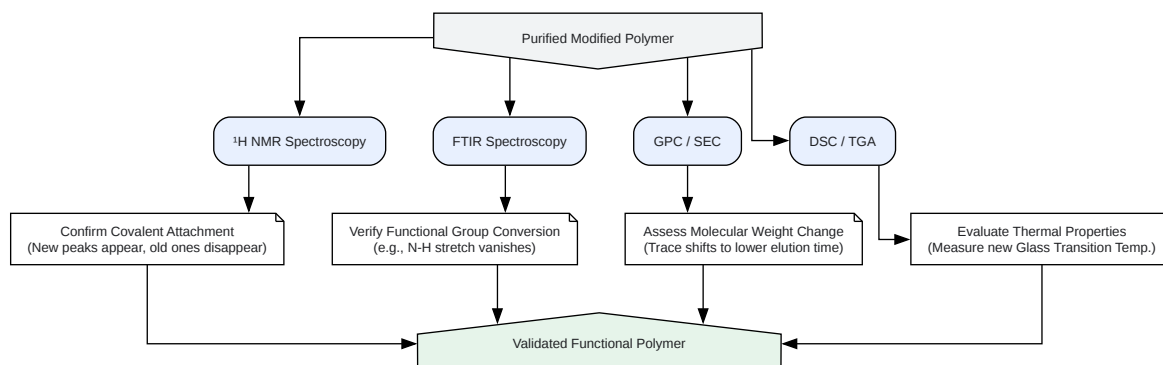 Purified Modified Polymer
¹H NMR Spectroscopy
FTIR Spectroscopy
GPC / SEC
DSC / TGA
Confirm Covalent Attachment
(New peaks appear, old ones disappear)
Verify Functional Group Conversion
(e.g., N-H stretch vanishes)
Assess Molecular Weight Change
(Trace shifts to lower elution time)
Evaluate Thermal Properties
(Measure new Glass Transition Temp.)
Validated Functional Polymer